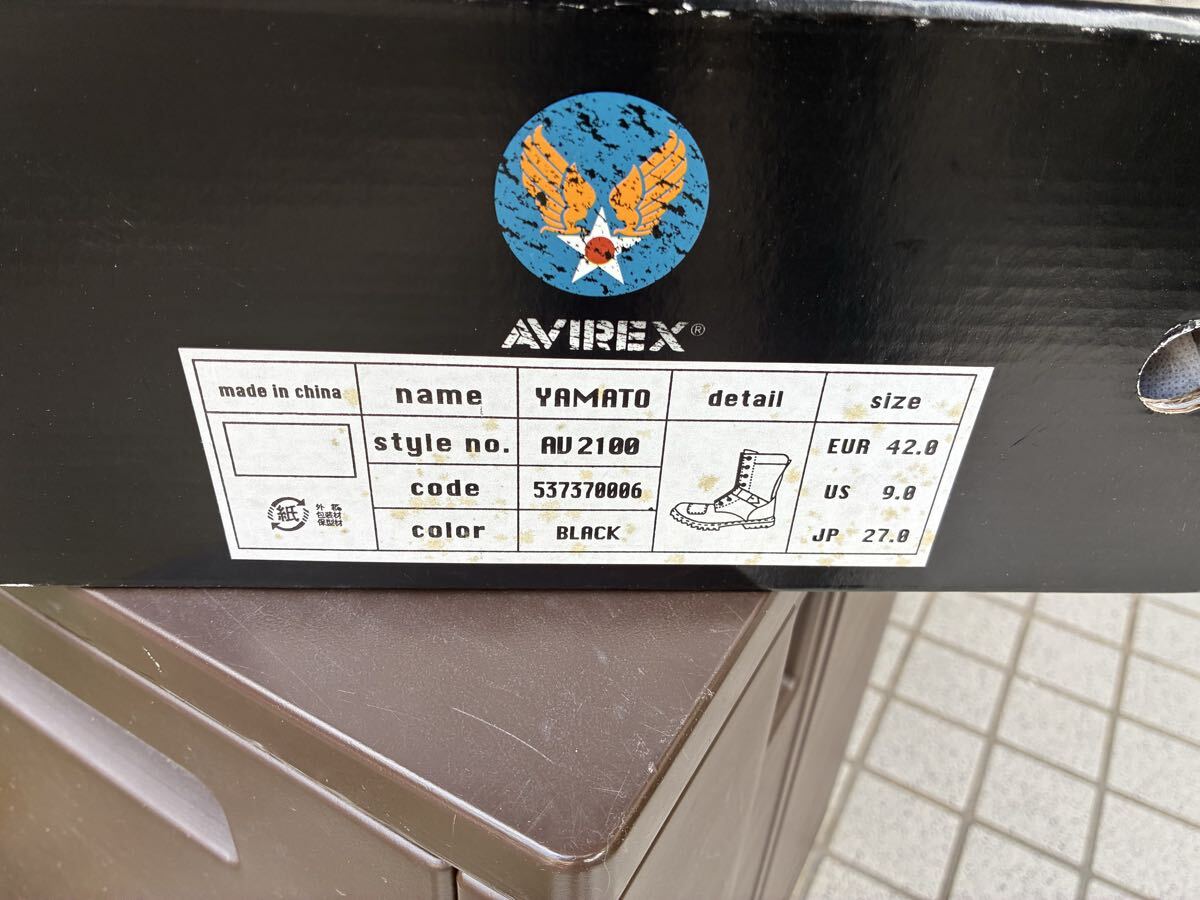 AVIREX®
made in china
name YAMATO detail size
style no. AV2100 EUR 42.0
code 537370006 US 9.0
color BLACK JP 27.0
紙
外箱
包装材
保型材